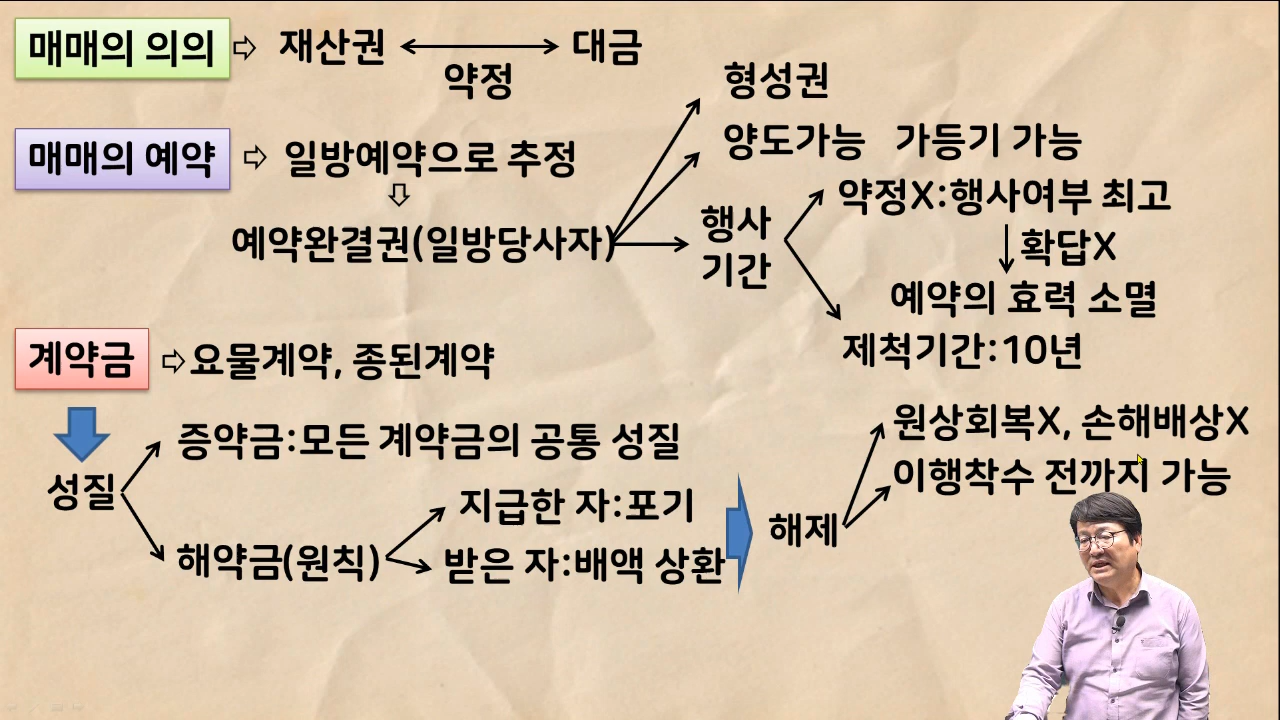 매매의 의의 ⇨ 재산권 ↔ 대금
약정
형성권
매매의 예약 ⇨ 일방예약으로 추정
양도가능 가등기 가능
예약완결권(일방당사자)
행사
기간
약정X:행사여부 최고
확답X
예약의 효력 소멸
제척기간:10년
계약금 ⇨ 요물계약, 종된계약
성질
증약금:모든 계약금의 공통 성질
해약금(원칙)
지급한 자:포기
받은 자:배액 상환
해제
원상회복X, 손해배상X
이행착수 전까지 가능